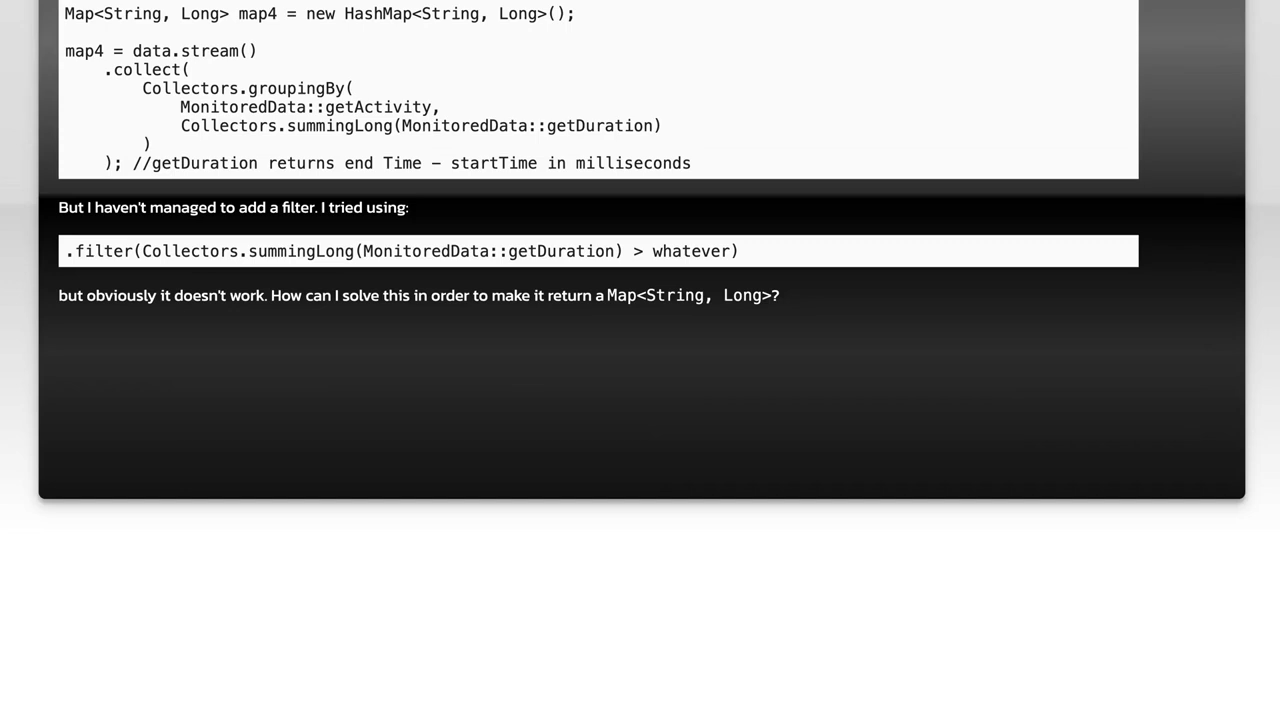 Map<String, Long> map4 = new HashMap<String, Long>();
map4 = data.stream()
    .collect(
        Collectors.groupingBy(
            MonitoredData::getActivity,
            Collectors.summingLong(MonitoredData::getDuration)
        )
    ); //getDuration returns end Time – startTime in milliseconds
But I haven't managed to add a filter. I tried using:
.filter(Collectors.summingLong(MonitoredData::getDuration) > whatever)
but obviously it doesn't work. How can I solve this in order to make it return a Map<String, Long>?